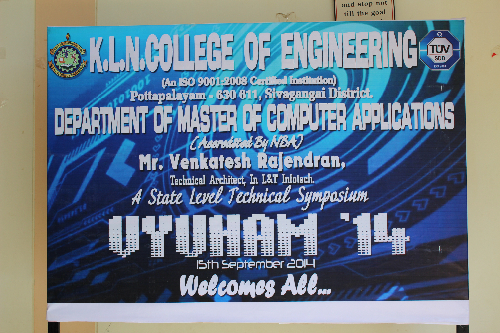 and stop not
till the goal
K.L.N.COLLEGE OF ENGINEERING
(An ISO 9001:2008 Certified Institution)
Pottapalayam - 630 611, Sivagangai District.
DEPARTMENT OF MASTER OF COMPUTER APPLICATIONS
(Accredited By NBA)
Mr. Venkatesh Rajendran,
Technical Architect, In L&T Infotech.
A State Level Technical Symposium
VYUHAM '14
15th September 2014
Welcomes All...
TÜV
SÜD